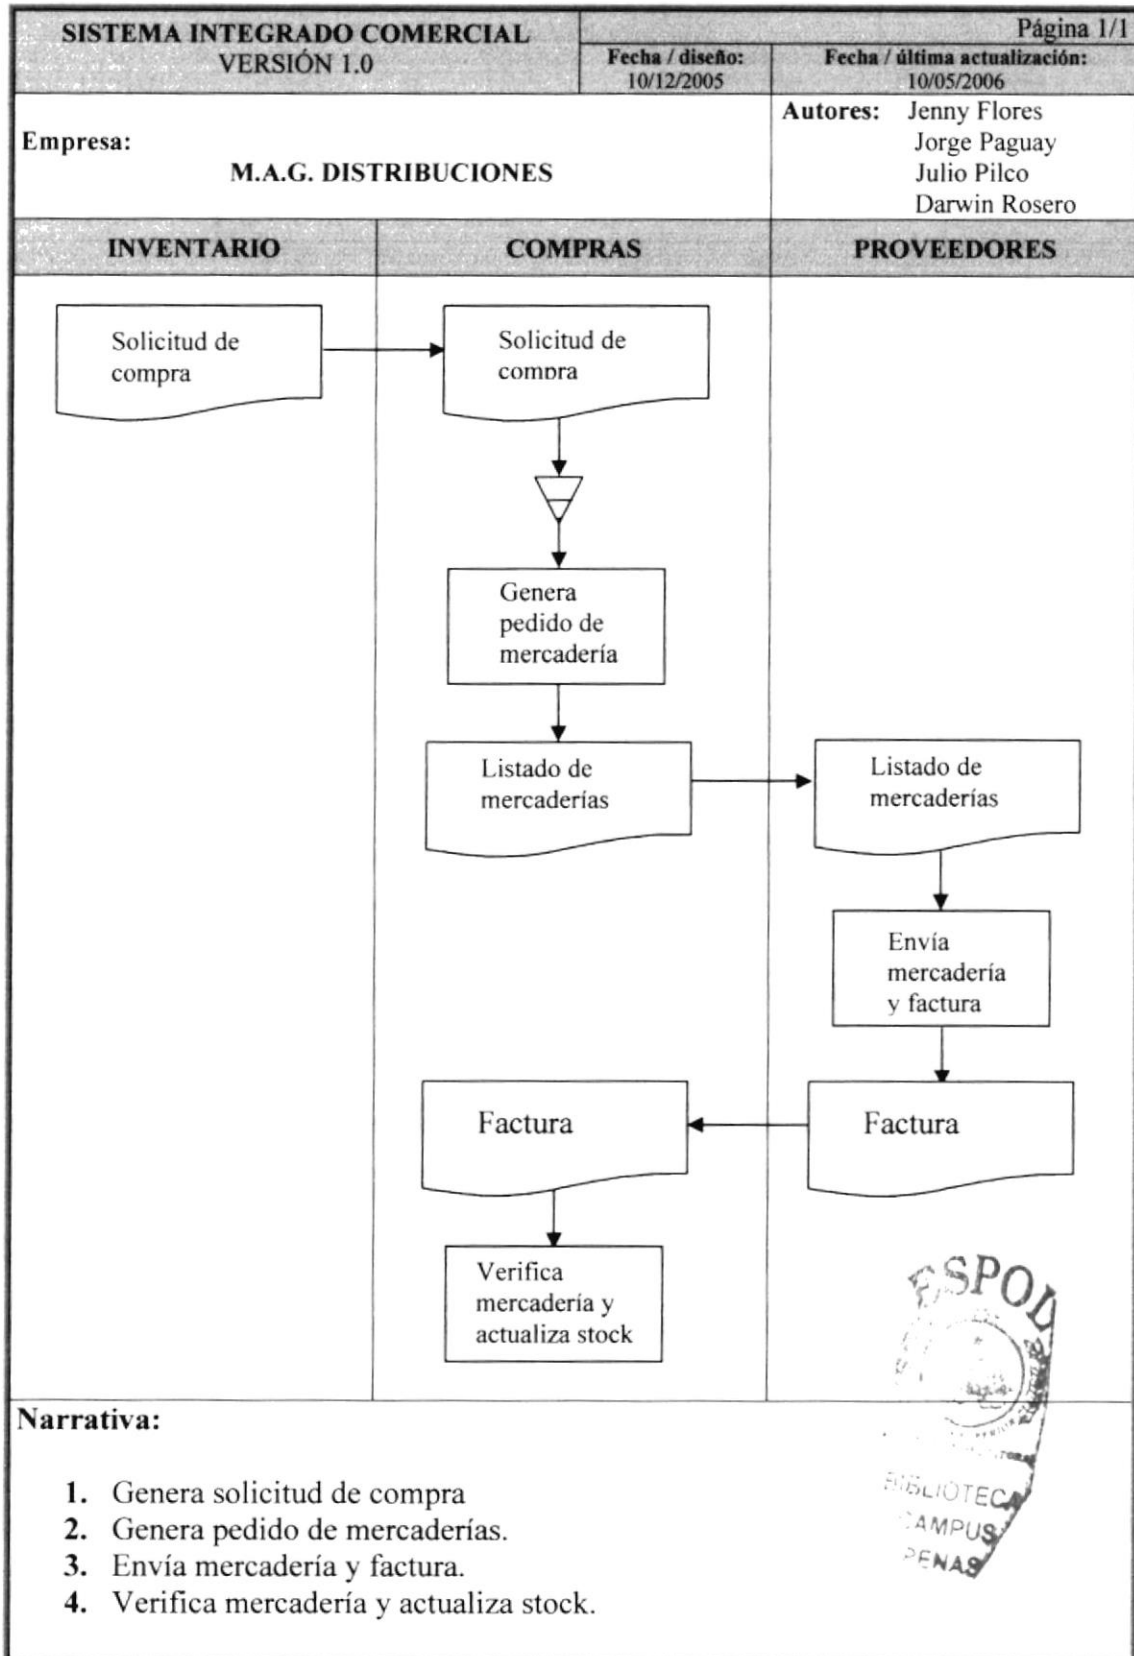 SISTEMA INTEGRADO COMERCIAL
VERSIÓN 1.0
Página 1/1
Fecha / diseño:
10/12/2005
Fecha / última actualización:
10/05/2006
Empresa:
M.A.G. DISTRIBUCIONES
Autores: Jenny Flores
Jorge Paguay
Julio Pilco
Darwin Rosero
INVENTARIO
COMPRAS
PROVEEDORES
Solicitud de
compra
Solicitud de
compra
Genera
pedido de
mercadería
Listado de
mercaderías
Listado de
mercaderías
Envía
mercadería
y factura
Factura
Factura
Verifica
mercadería y
actualiza stock
ESPOL
BIBLIOTECA
CAMPUS
PEÑAS
Narrativa:
1. Genera solicitud de compra
2. Genera pedido de mercaderías.
3. Envía mercadería y factura.
4. Verifica mercadería y actualiza stock.